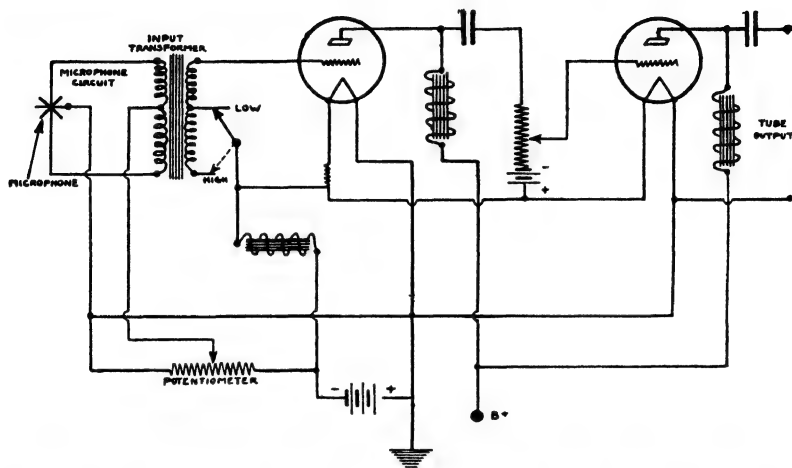 INPUT
TRANSFORMER
MICROPHONE
CIRCUIT
MICROPHONE
LOW
HIGH
-
+
TUBE
OUTPUT
POTENTIOMETER
- +
B+